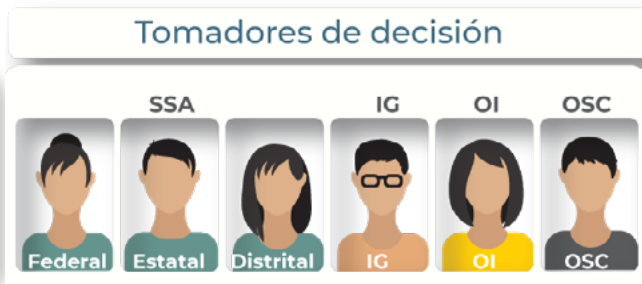 Tomadores de decisión
SSA IG OI OSC
Federal Estatal Distrital IG OI OSC